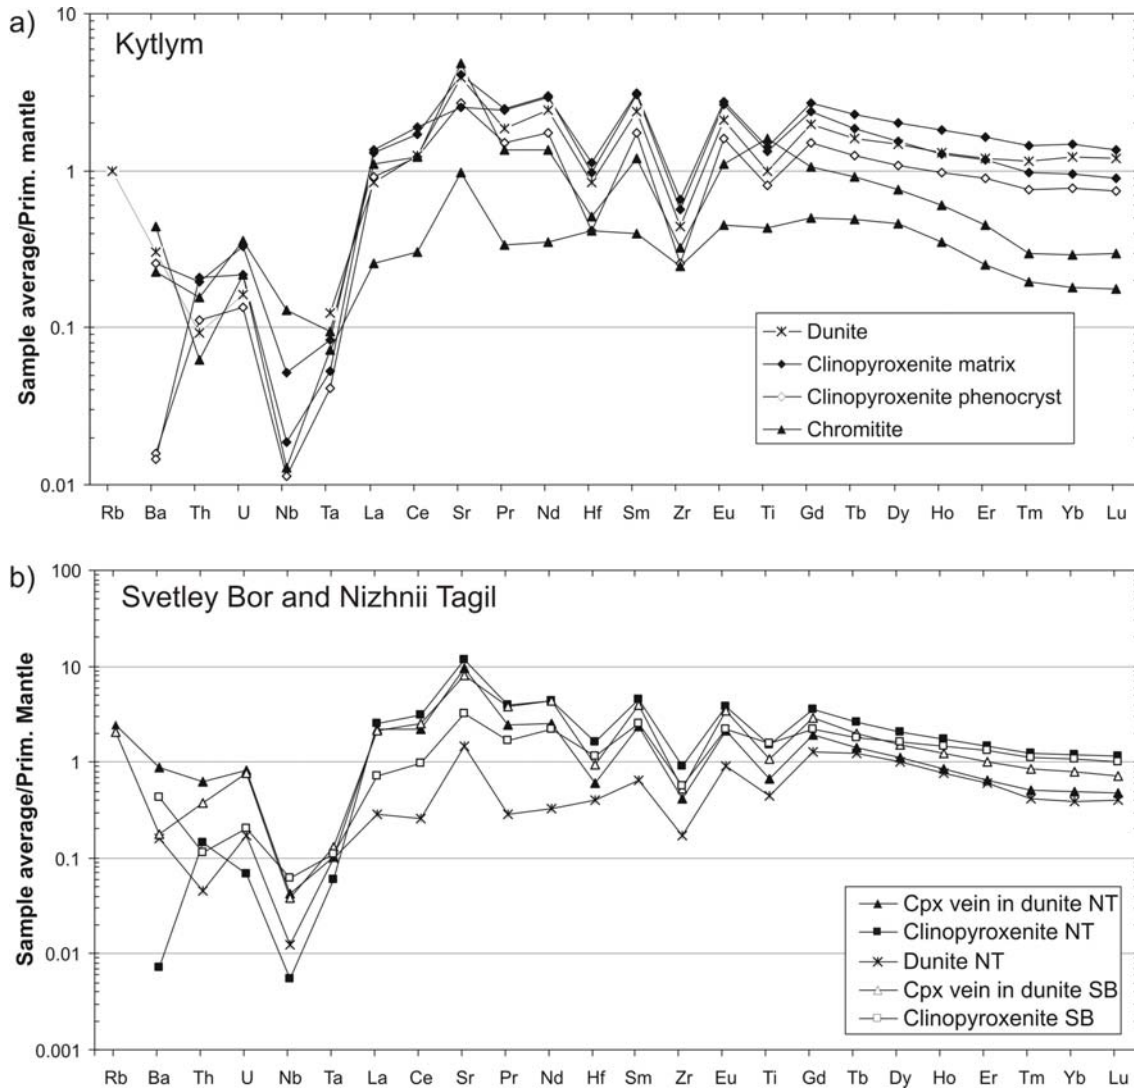 a)
Kytlym
Sample average/Prim. mantle
10
1
0.1
0.01
Dunite
Clinopyroxenite matrix
Clinopyroxenite phenocryst
Chromitite
Rb Ba Th U Nb Ta La Ce Sr Pr Nd Hf Sm Zr Eu Ti Gd Tb Dy Ho Er Tm Yb Lu
b)
Svetley Bor and Nizhnii Tagil
Sample average/Prim. Mantle
100
10
1
0.1
0.01
0.001
Cpx vein in dunite NT
Clinopyroxenite NT
Dunite NT
Cpx vein in dunite SB
Clinopyroxenite SB
Rb Ba Th U Nb Ta La Ce Sr Pr Nd Hf Sm Zr Eu Ti Gd Tb Dy Ho Er Tm Yb Lu